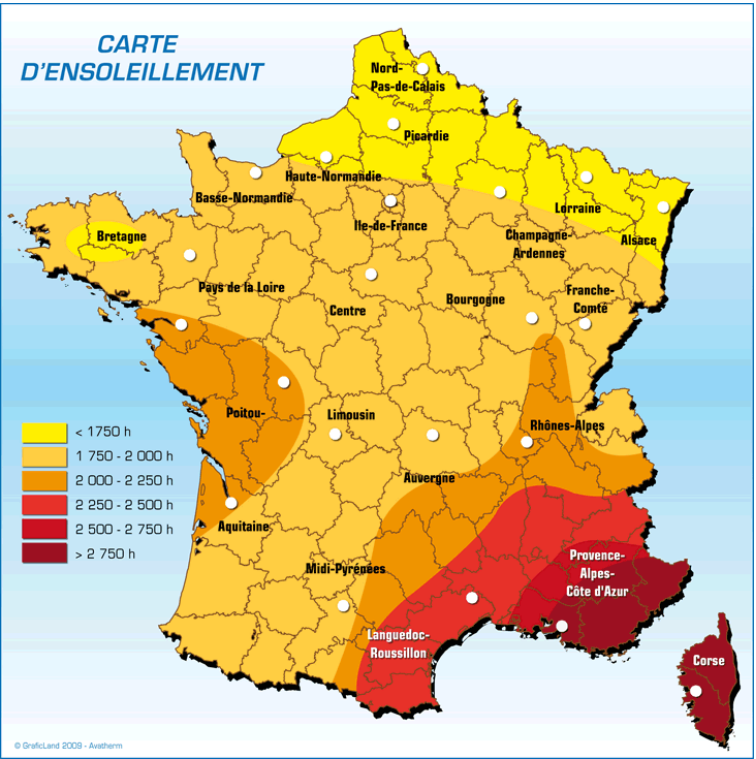 CARTE
D'ENSOLEILLEMENT
Nord-
Pas-de-Calais
Picardie
Haute-Normandie
Basse-Normandie
Lorraine
Ile-de-France
Alsace
Champagne-
Ardennes
Bretagne
Pays de la Loire
Centre
Bourgogne
Franche-
Comté
Poitou-
Limousin
Rhônes-Alpes
Auvergne
Aquitaine
Midi-Pyrénées
Provence-
Alpes-
Côte d'Azur
Languedoc-
Roussillon
Corse
< 1750 h
1 750 - 2 000 h
2 000 - 2 250 h
2 250 - 2 500 h
2 500 - 2 750 h
> 2 750 h
© GraficLand 2009 - Avatherm